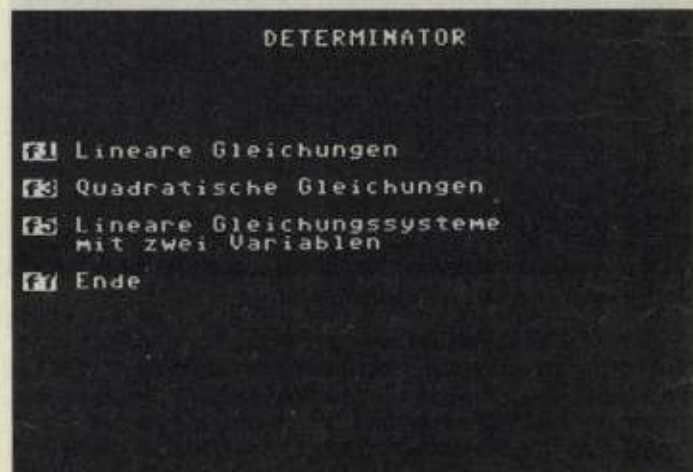 DETERMINATOR
f1 Lineare Gleichungen
f3 Quadratische Gleichungen
f5 Lineare Gleichungssysteme
mit zwei Variablen
f7 Ende